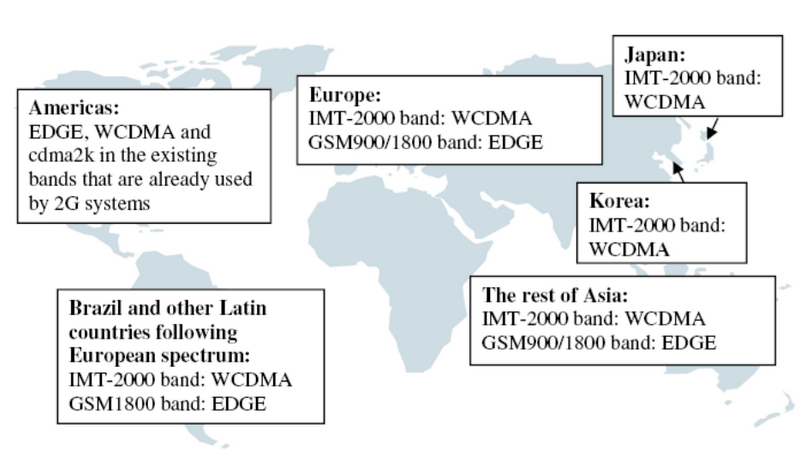 Japan:
IMT-2000 band:
WCDMA
Europe:
IMT-2000 band: WCDMA
GSM900/1800 band: EDGE
Americas:
EDGE, WCDMA and
cdma2k in the existing
bands that are already used
by 2G systems
Korea:
IMT-2000 band:
WCDMA
The rest of Asia:
IMT-2000 band: WCDMA
GSM900/1800 band: EDGE
Brazil and other Latin
countries following
European spectrum:
IMT-2000 band: WCDMA
GSM1800 band: EDGE